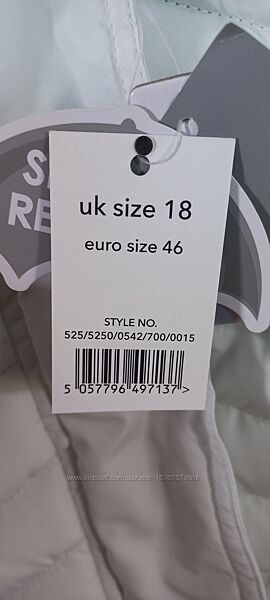 uk size 18
euro size 46
STYLE NO.
525/5250/0542/700/0015
5 057796 497137 >